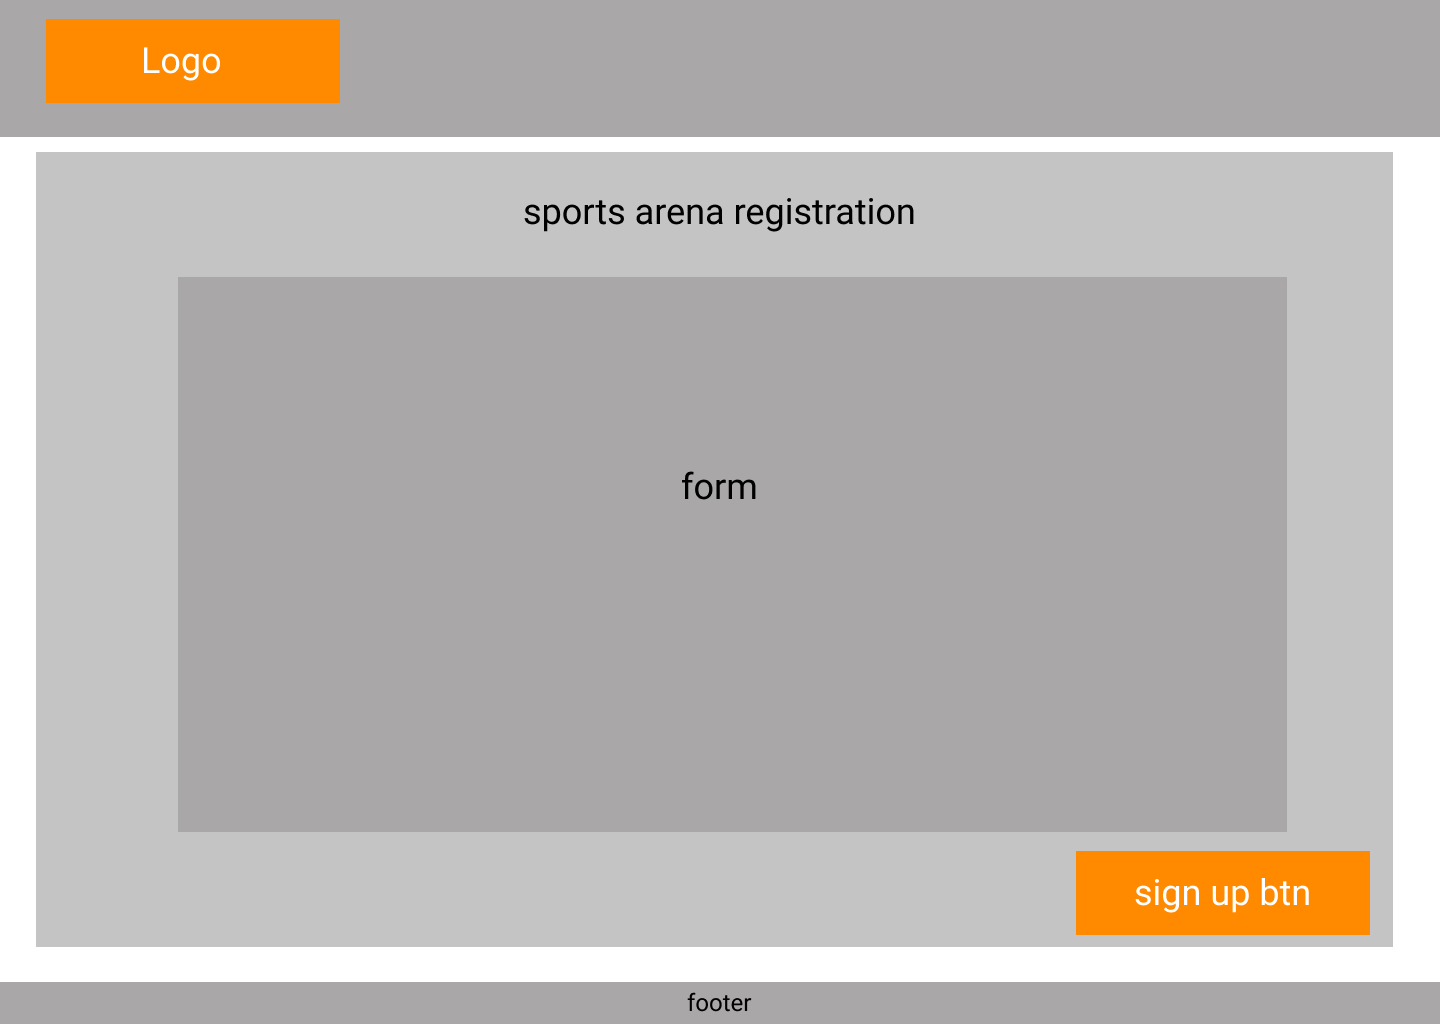 Logo
sports arena registration
form
sign up btn
footer